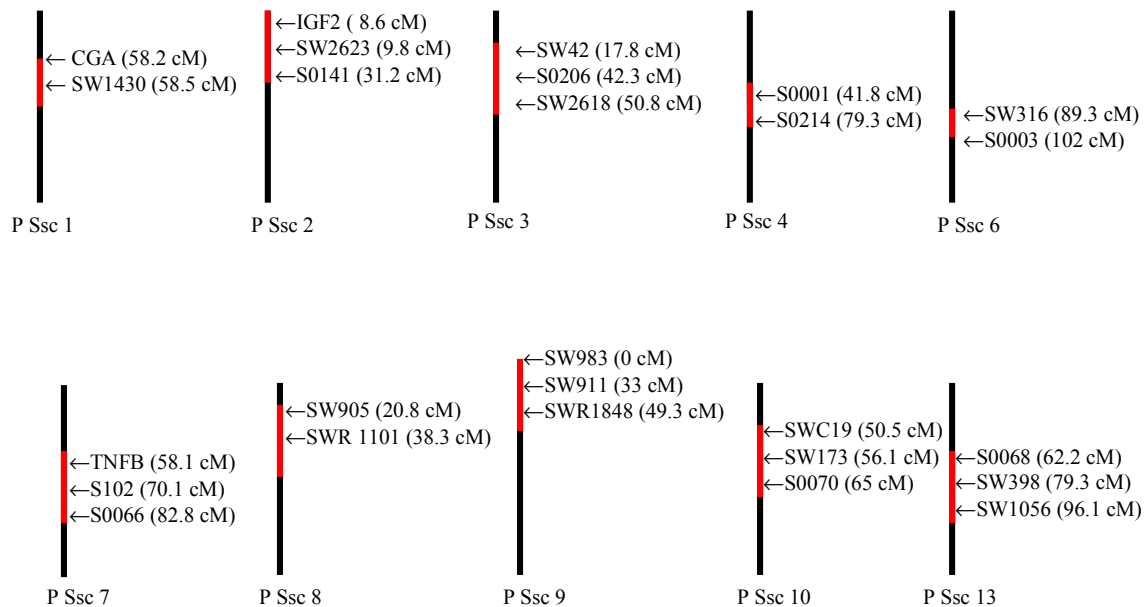 ←CGA (58.2 cM)
←SW1430 (58.5 cM)
P Ssc 1
←IGF2 ( 8.6 cM)
←SW2623 (9.8 cM)
←S0141 (31.2 cM)
P Ssc 2
←SW42 (17.8 cM)
←S0206 (42.3 cM)
←SW2618 (50.8 cM)
P Ssc 3
←S0001 (41.8 cM)
←S0214 (79.3 cM)
P Ssc 4
←SW316 (89.3 cM)
←S0003 (102 cM)
P Ssc 6
←TNFB (58.1 cM)
←S102 (70.1 cM)
←S0066 (82.8 cM)
P Ssc 7
←SW905 (20.8 cM)
←SWR 1101 (38.3 cM)
P Ssc 8
←SW983 (0 cM)
←SW911 (33 cM)
←SWR1848 (49.3 cM)
P Ssc 9
←SWC19 (50.5 cM)
←SW173 (56.1 cM)
←S0070 (65 cM)
P Ssc 10
←S0068 (62.2 cM)
←SW398 (79.3 cM)
←SW1056 (96.1 cM)
P Ssc 13